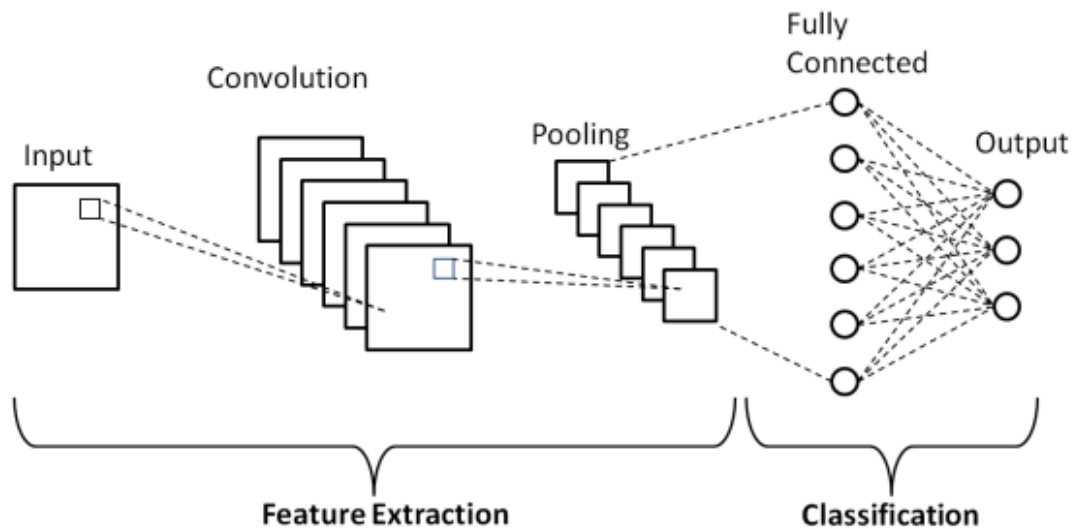 Input
Convolution
Pooling
Fully
Connected
Output
Feature Extraction
Classification